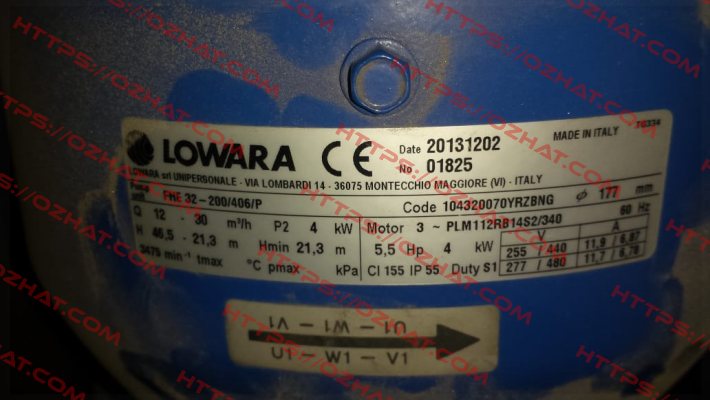 LOWARA CE
Date 20131202
No 01825
MADE IN ITALY
70334
LOWARA srl UNIPERSONALE - VIA LOMBARDI 14 - 36075 MONTECCHIO MAGGIORE (VI) - ITALY
Pump unit FHE 32-200/406/P Code 104320070YRZBNG ϕ 177 mm
Q 12 - 30 m³/h P2 4 kW Motor 3 ~ PLM112RB14S2/340 60 Hz
H 46,5 - 21,3 m Hmin 21,3 m 5,5 Hp 4 kW V A
255 / 440 11,9 / 6,87
3475 min⁻¹ tmax °C pmax kPa Cl 155 IP 55 Duty S1 277 / 480 11,7 / 6,76
U1 - W1 - V1
U1 - W1 - V1
HTTPS://OZHAT.COM